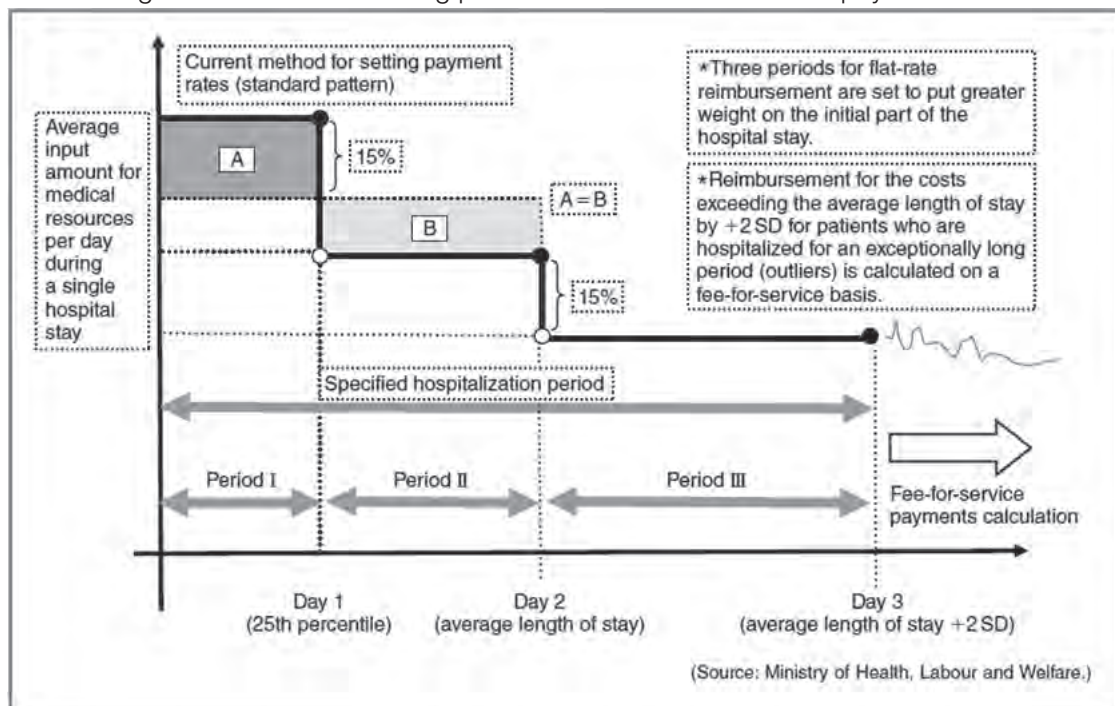 Current method for setting payment
rates (standard pattern)
*Three periods for flat-rate
reimbursement are set to put greater
weight on the initial part of the
hospital stay.
Average
input
amount for
medical
resources
per day
during
a single
hospital
stay
A
15%
*Reimbursement for the costs
exceeding the average length of stay
by +2 SD for patients who are
hospitalized for an exceptionally long
period (outliers) is calculated on a
fee-for-service basis.
A=B
B
15%
Specified hospitalization period
Period I
Period II
Period III
Fee-for-service
payments calculation
Day 1
(25th percentile)
Day 2
(average length of stay)
Day 3
(average length of stay +2 SD)
(Source: Ministry of Health, Labour and Welfare.)